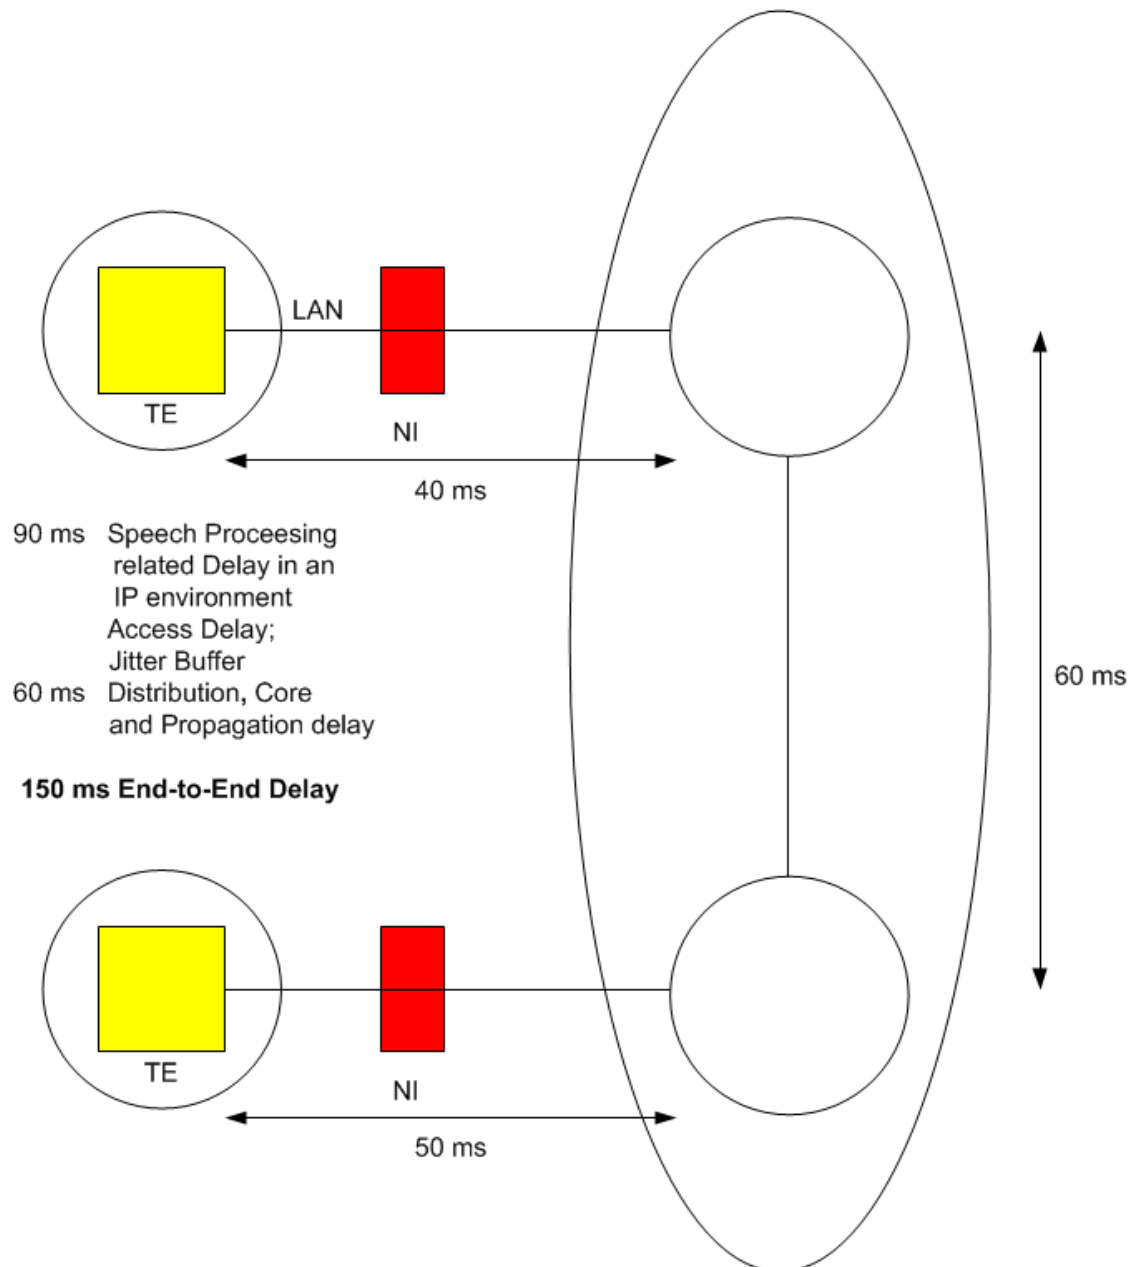 LAN
TE
NI
40 ms
90 ms Speech Proceesing
related Delay in an
IP environment
Access Delay;
Jitter Buffer
60 ms Distribution, Core
and Propagation delay
60 ms
150 ms End-to-End Delay
TE
NI
50 ms